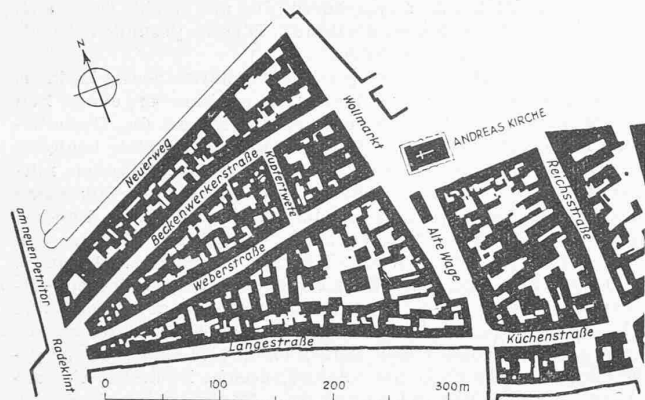 N
Wollmarkt
ANDREAS KIRCHE
Neuerweg
Beckenwerkerstraße
Kupfertwete
Reichsstraße
am neuen Petritor
Weberstraße
Alte Wage
Radeklint
Langestraße
Küchenstraße
0 100 200 300 m